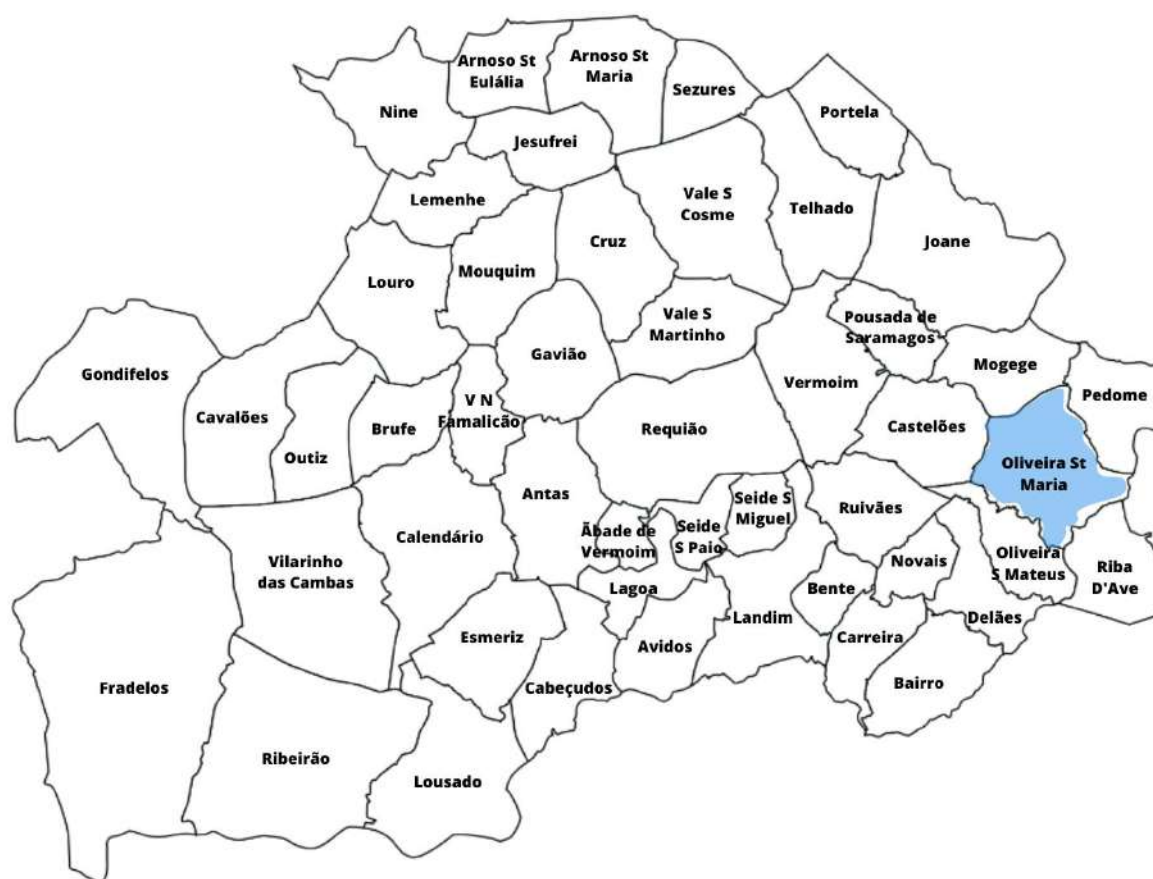 Arnoso St
Eulália
Arnoso St
Maria
Sezures
Nine
Portela
Jesufrei
Lemenhe
Vale S
Cosme
Telhado
Cruz
Joane
Mouquim
Louro
Vale S
Martinho
Pousada de
Saramagos
Gavião
Mogege
Gondifelos
Vermoim
Pedome
V N
Famalicão
Cavalões
Brufe
Requião
Castelões
Outiz
Oliveira St
Maria
Antas
Seide S
Miguel
Ruivães
Calendário
Ãbade de
Vermoim
Seide
S Paio
Vilarinho
das Cambas
Oliveira
S Mateus
Novais
Riba
D'Ave
Lagoa
Bente
Landim
Delães
Esmeriz
Avidos
Carreira
Fradelos
Cabeçudos
Bairro
Ribeirão
Lousado